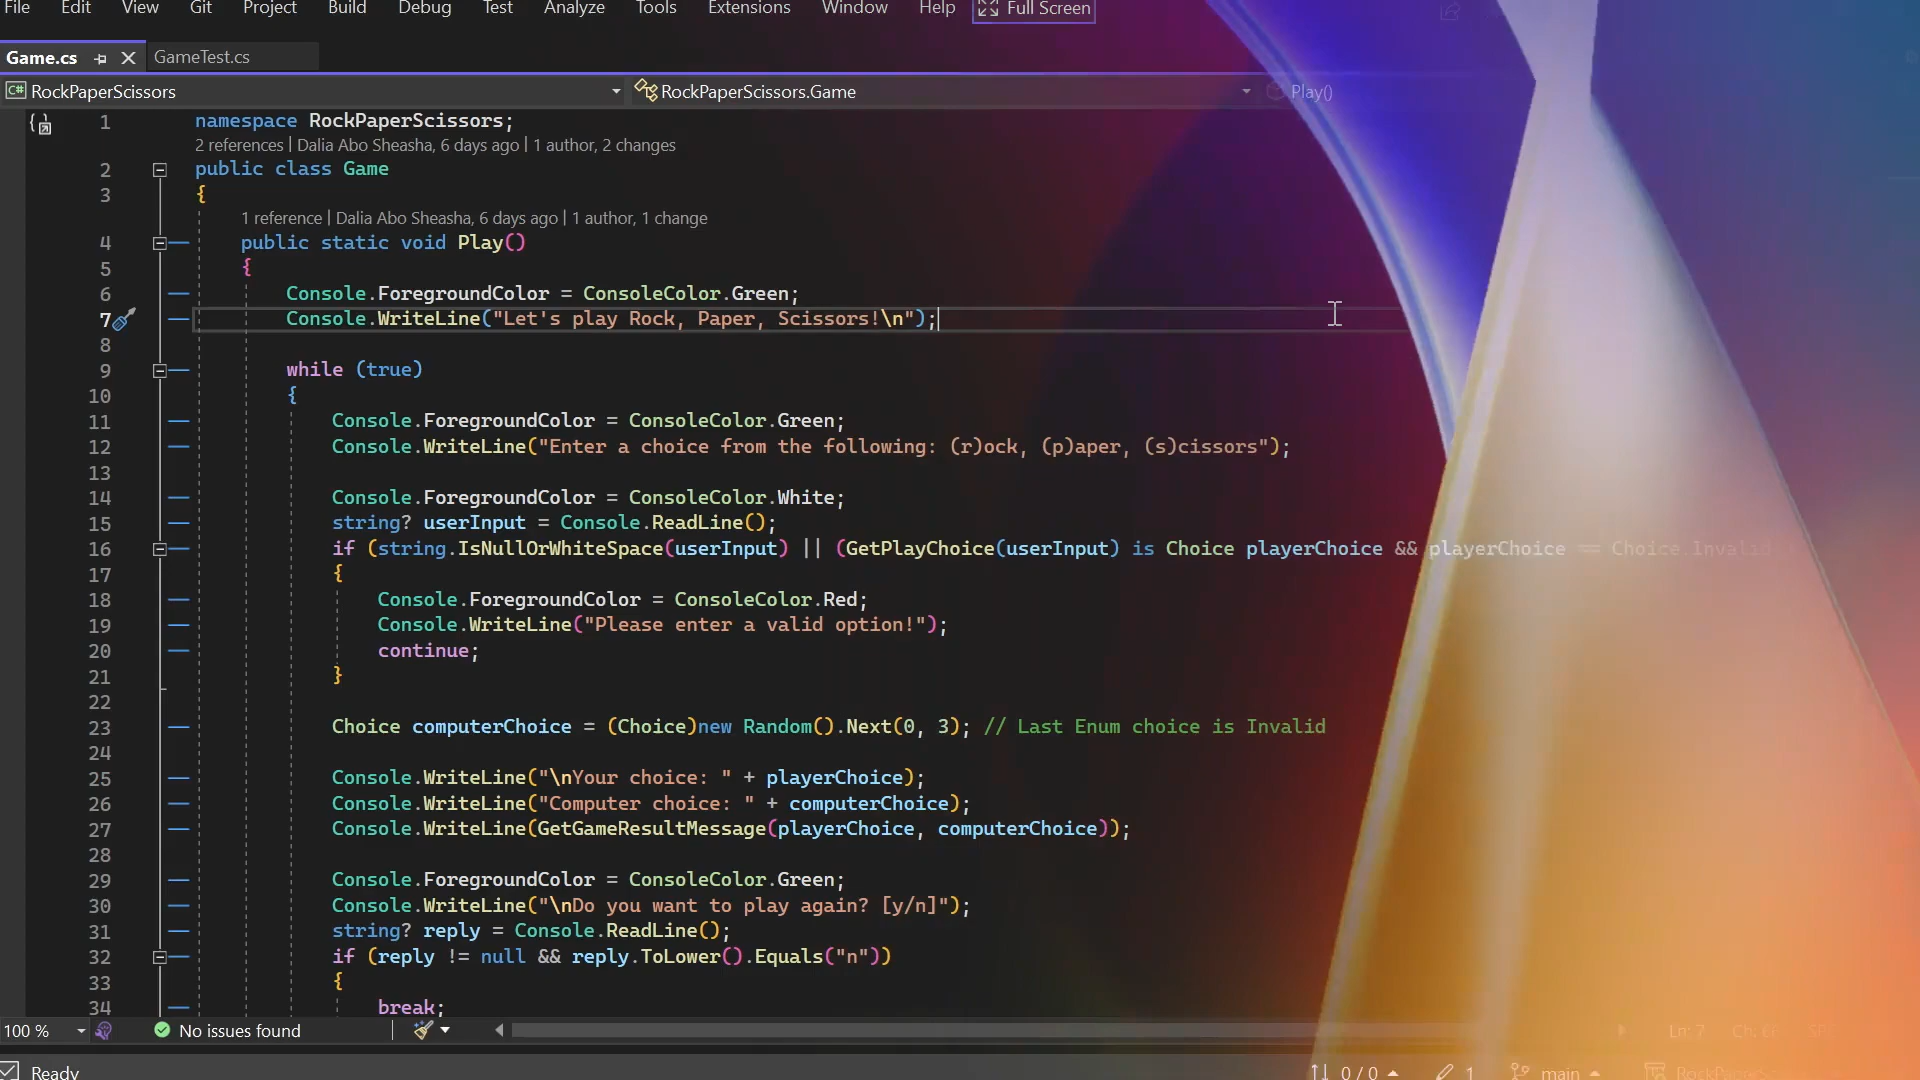 File Edit View Git Project Build Debug Test Analyze Tools Extensions Window Help Full Screen
Game.cs GameTest.cs
C# RockPaperScissors RockPaperScissors.Game Play()
1 namespace RockPaperScissors;
2 references | Dalia Abo Sheasha, 6 days ago | 1 author, 2 changes
2 public class Game
3 {
1 reference | Dalia Abo Sheasha, 6 days ago | 1 author, 1 change
4 public static void Play()
5 {
6 Console.ForegroundColor = ConsoleColor.Green;
7 Console.WriteLine("Let's play Rock, Paper, Scissors!\n");
8
9 while (true)
10 {
11 Console.ForegroundColor = ConsoleColor.Green;
12 Console.WriteLine("Enter a choice from the following: (r)ock, (p)aper, (s)cissors");
13
14 Console.ForegroundColor = ConsoleColor.White;
15 string? userInput = Console.ReadLine();
16 if (string.IsNullOrWhiteSpace(userInput) || (GetPlayChoice(userInput) is Choice playerChoice && playerChoice == Choice.Invalid
17 {
18 Console.ForegroundColor = ConsoleColor.Red;
19 Console.WriteLine("Please enter a valid option!");
20 continue;
21 }
22
23 Choice computerChoice = (Choice)new Random().Next(0, 3); // Last Enum choice is Invalid
24
25 Console.WriteLine("\nYour choice: " + playerChoice);
26 Console.WriteLine("Computer choice: " + computerChoice);
27 Console.WriteLine(GetGameResultMessage(playerChoice, computerChoice));
28
29 Console.ForegroundColor = ConsoleColor.Green;
30 Console.WriteLine("\nDo you want to play again? [y/n]");
31 string? reply = Console.ReadLine();
32 if (reply != null && reply.ToLower().Equals("n"))
33 {
34 break;
100 % No issues found Ln: 7
Ready 0 / 0 1 main